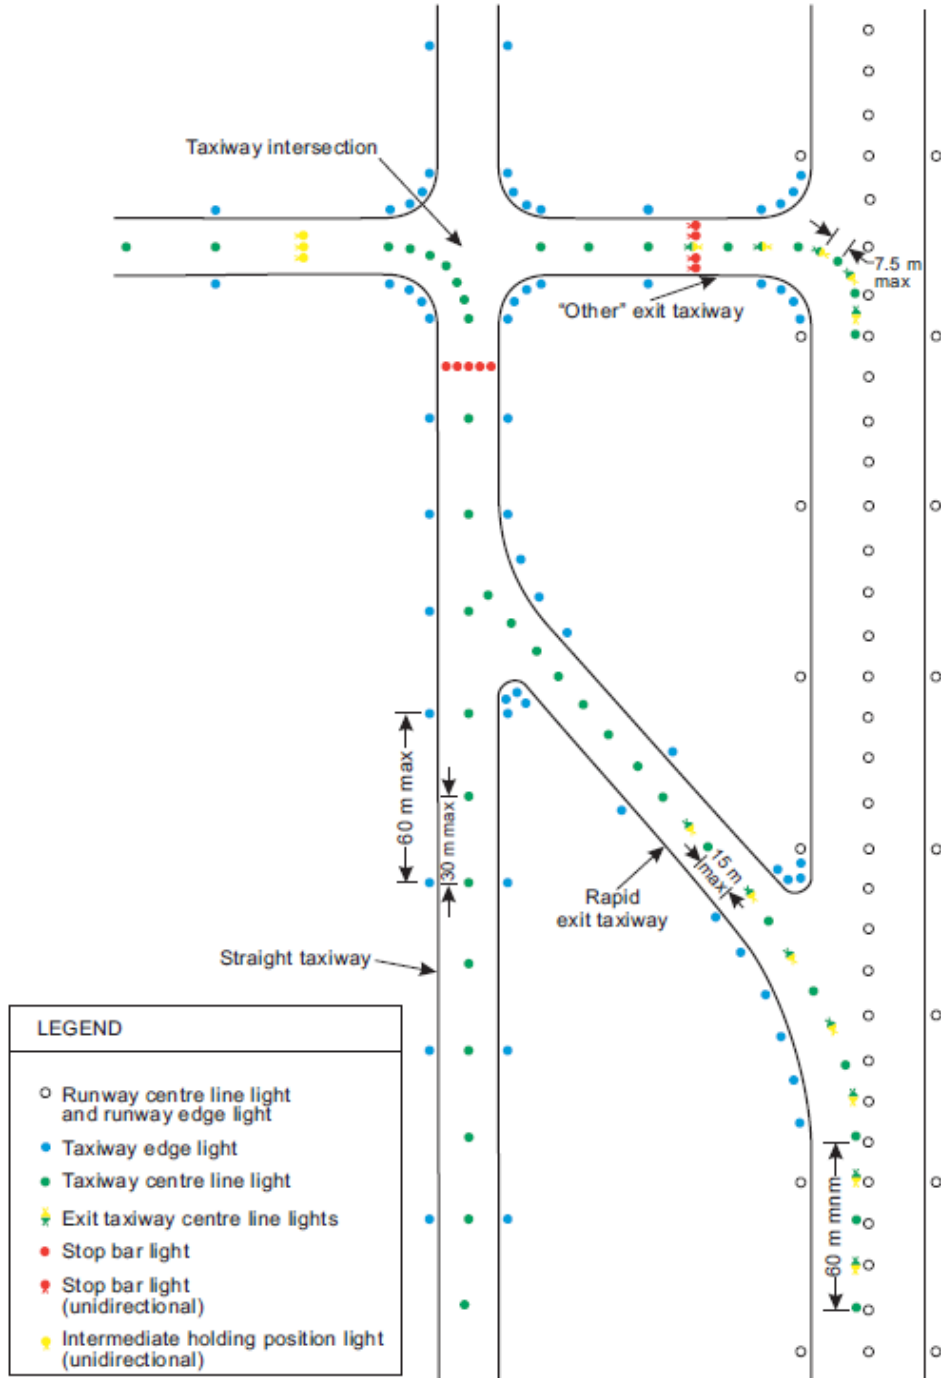 Taxiway intersection
7.5 m
max
"Other" exit taxiway
60 m max
30 m max
15 m
max
Rapid
exit taxiway
Straight taxiway
60 m mnm
LEGEND
Runway centre line light
and runway edge light
Taxiway edge light
Taxiway centre line light
Exit taxiway centre line lights
Stop bar light
Stop bar light
(unidirectional)
Intermediate holding position light
(unidirectional)